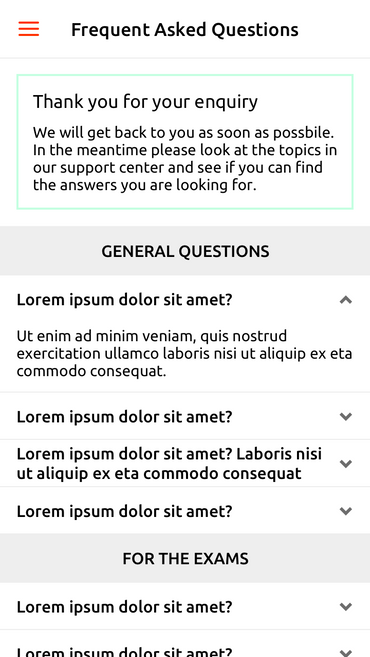 Frequent Asked Questions
Thank you for your enquiry
We will get back to you as soon as possbile.
In the meantime please look at the topics in
our support center and see if you can find
the answers you are looking for.
GENERAL QUESTIONS
Lorem ipsum dolor sit amet?
Ut enim ad minim veniam, quis nostrud
exercitation ullamco laboris nisi ut aliquip ex eta
commodo consequat.
Lorem ipsum dolor sit amet?
Lorem ipsum dolor sit amet? Laboris nisi
ut aliquip ex eta commodo consequat
Lorem ipsum dolor sit amet?
FOR THE EXAMS
Lorem ipsum dolor sit amet?
Lorem ipsum dolor sit amet?